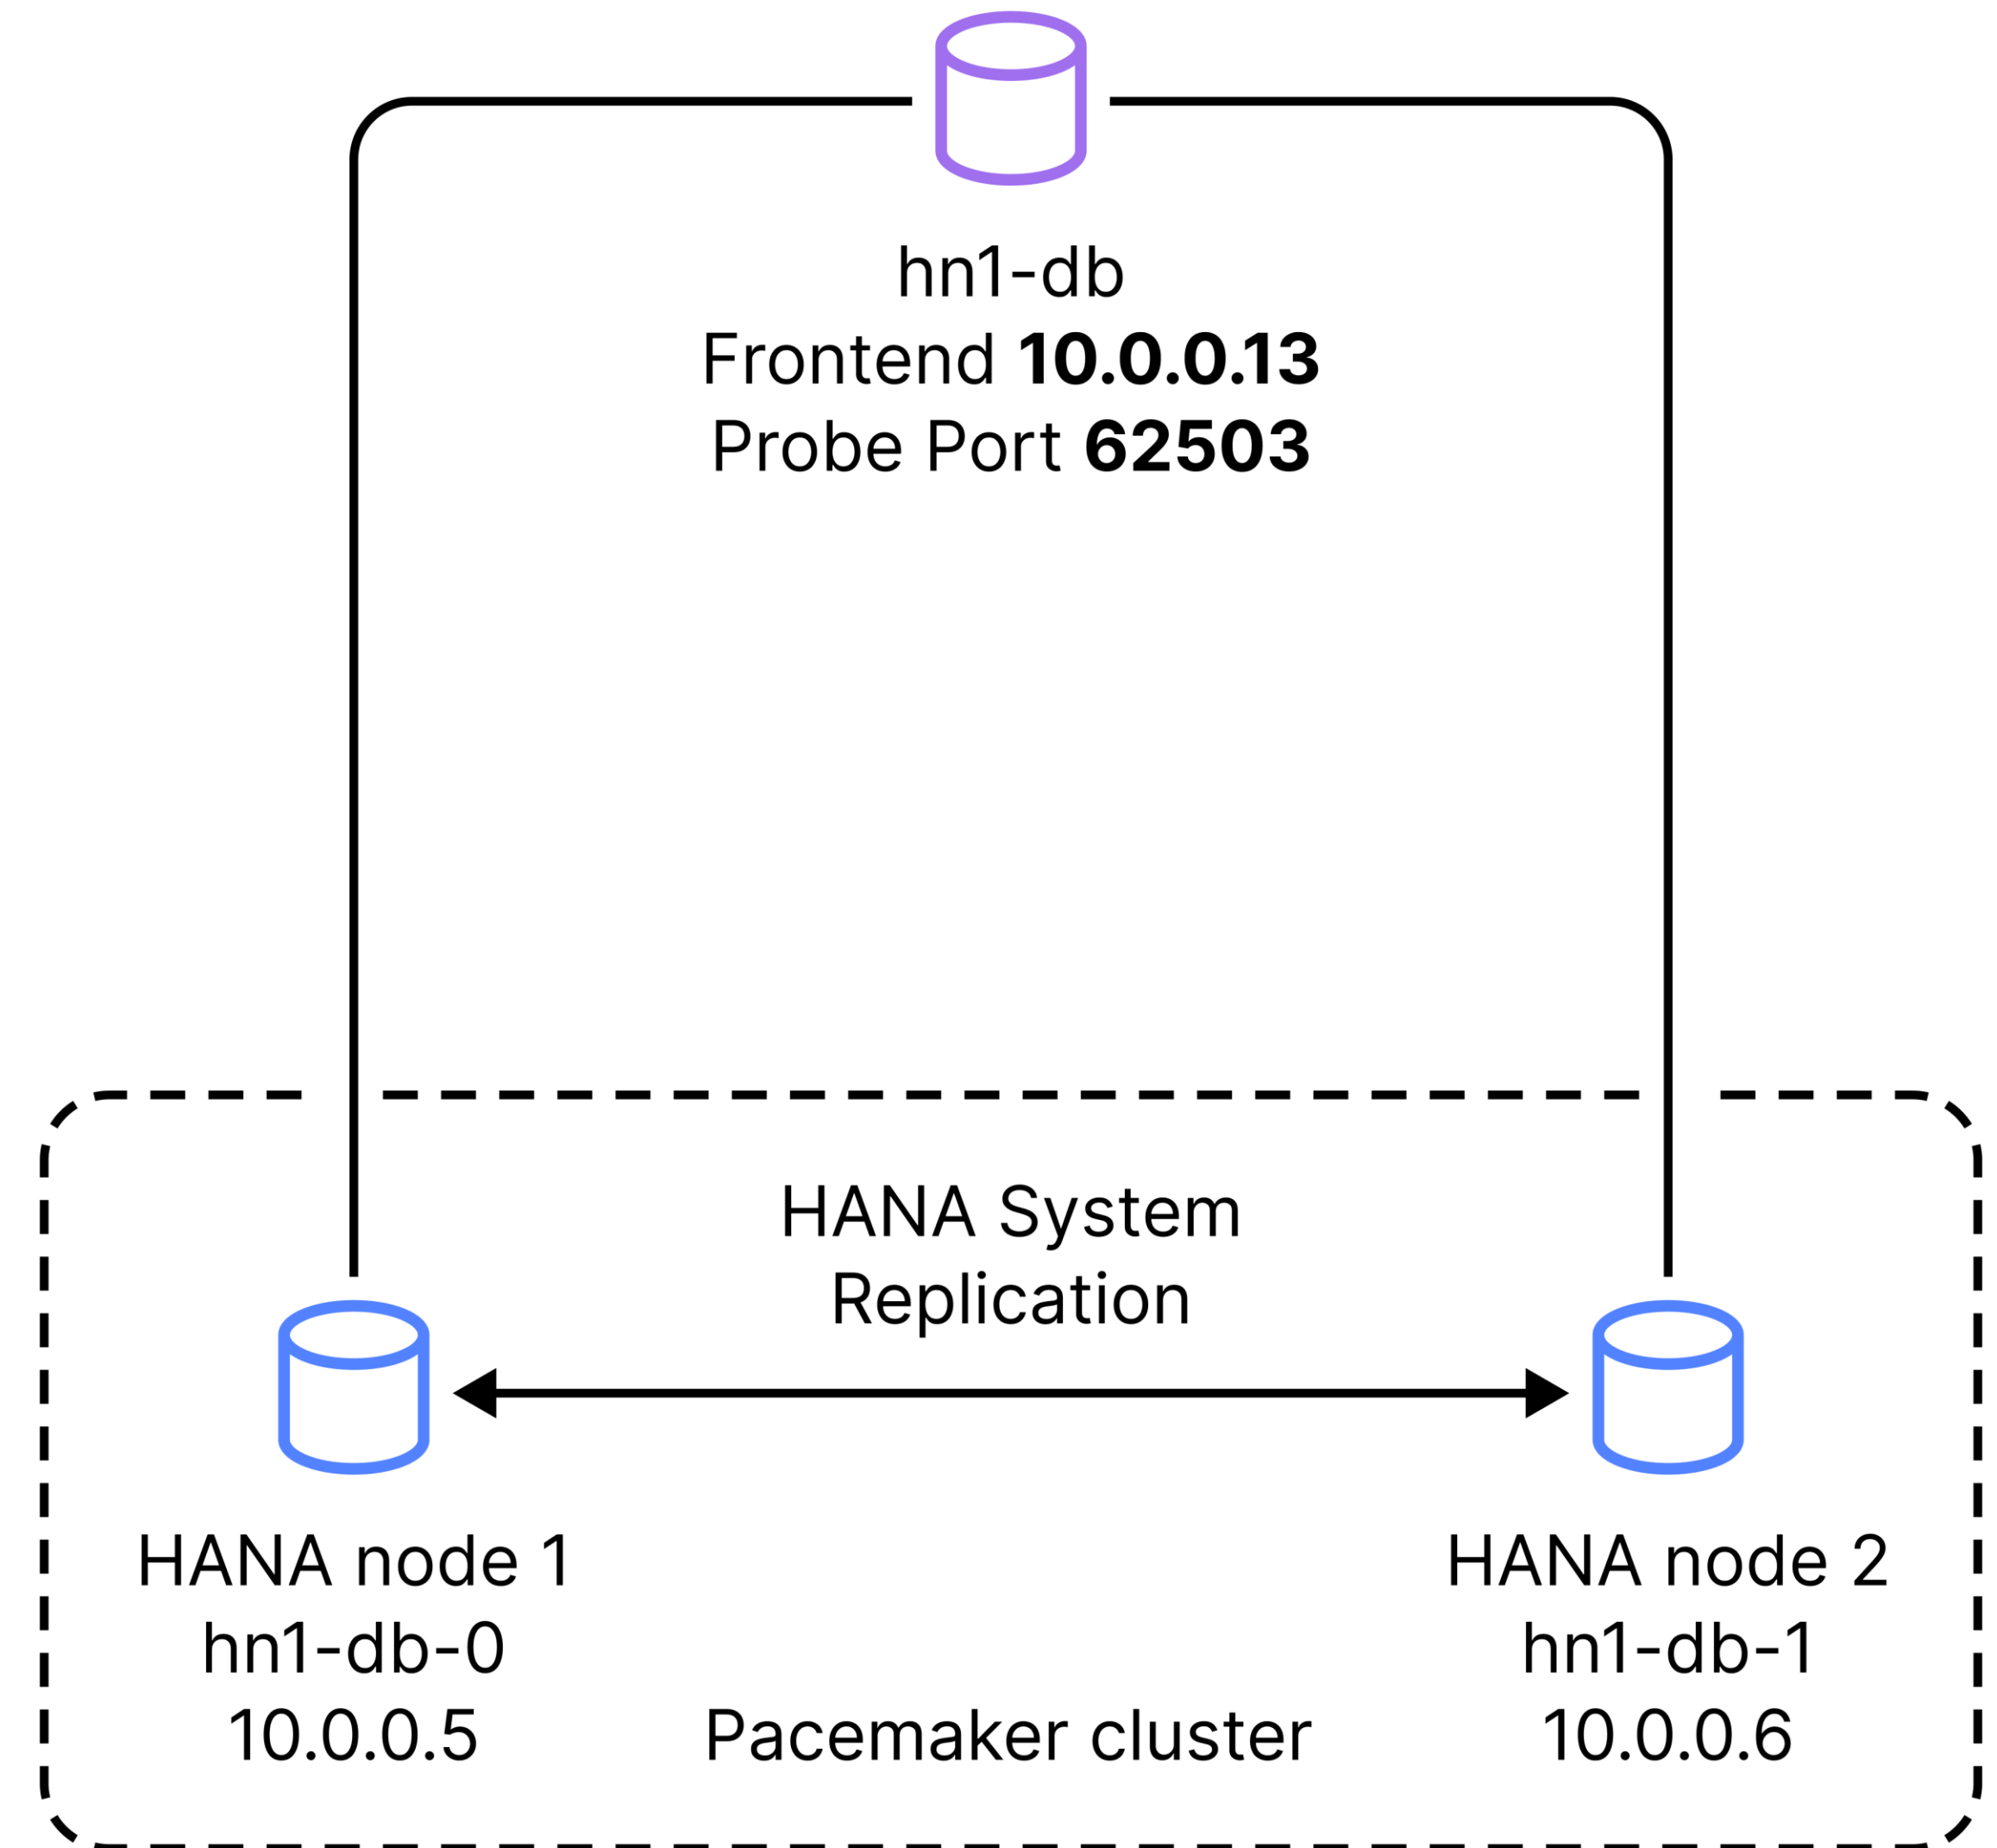 hn1-db
Frontend 10.0.0.13
Probe Port 62503
HANA System
Replication
HANA node 1
hn1-db-0
10.0.0.5
Pacemaker cluster
HANA node 2
hn1-db-1
10.0.0.6